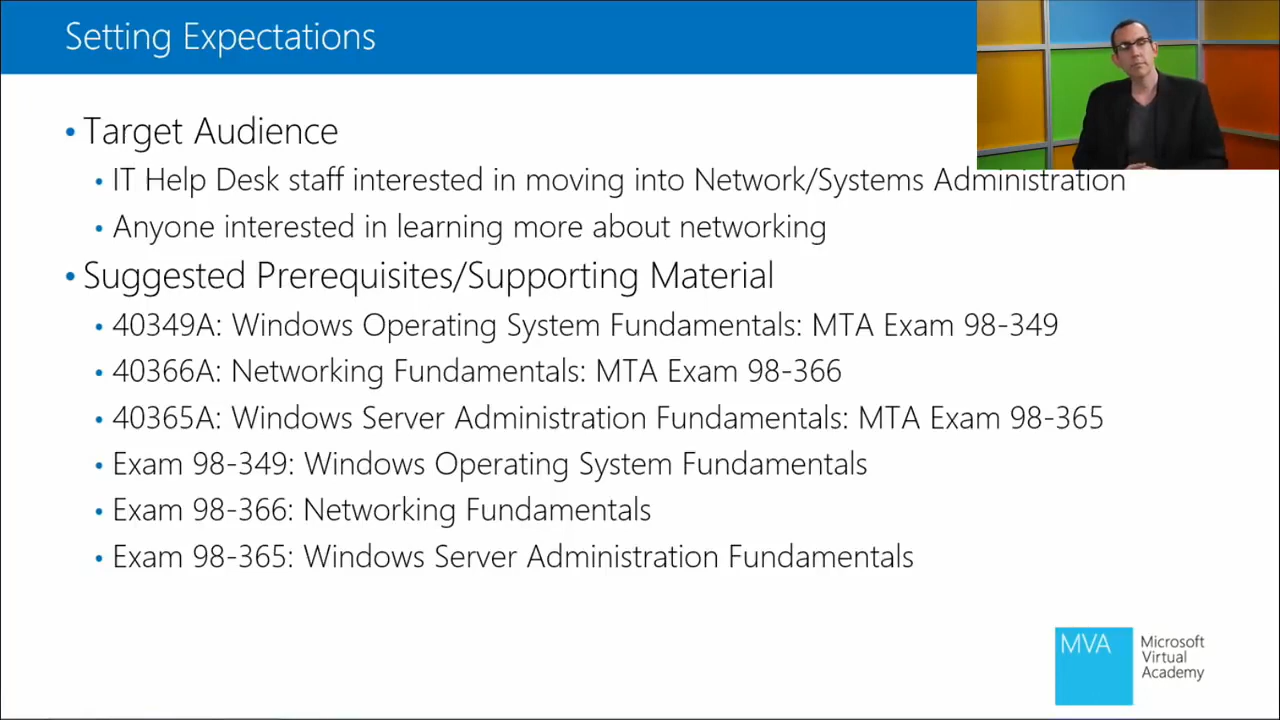 Setting Expectations
• Target Audience
• IT Help Desk staff interested in moving into Network/Systems Administration
• Anyone interested in learning more about networking
• Suggested Prerequisites/Supporting Material
• 40349A: Windows Operating System Fundamentals: MTA Exam 98-349
• 40366A: Networking Fundamentals: MTA Exam 98-366
• 40365A: Windows Server Administration Fundamentals: MTA Exam 98-365
• Exam 98-349: Windows Operating System Fundamentals
• Exam 98-366: Networking Fundamentals
• Exam 98-365: Windows Server Administration Fundamentals
MVA
Microsoft
Virtual
Academy